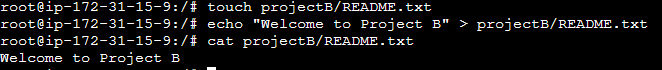 root@ip-172-31-15-9:/# touch projectB/README.txt
root@ip-172-31-15-9:/# echo "Welcome to Project B" > projectB/README.txt
root@ip-172-31-15-9:/# cat projectB/README.txt
Welcome to Project B